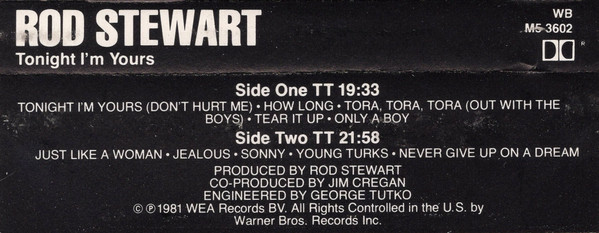 ROD STEWART
Tonight I'm Yours
WB
M5 3602
Side One TT 19:33
TONIGHT I'M YOURS (DON'T HURT ME) • HOW LONG • TORA, TORA, TORA (OUT WITH THE
BOYS) • TEAR IT UP • ONLY A BOY
Side Two TT 21:58
JUST LIKE A WOMAN • JEALOUS • SONNY • YOUNG TURKS • NEVER GIVE UP ON A DREAM
PRODUCED BY ROD STEWART
CO-PRODUCED BY JIM CREGAN
ENGINEERED BY GEORGE TUTKO
© ℗ 1981 WEA Records BV. All Rights Controlled in the U.S. by
Warner Bros. Records Inc.